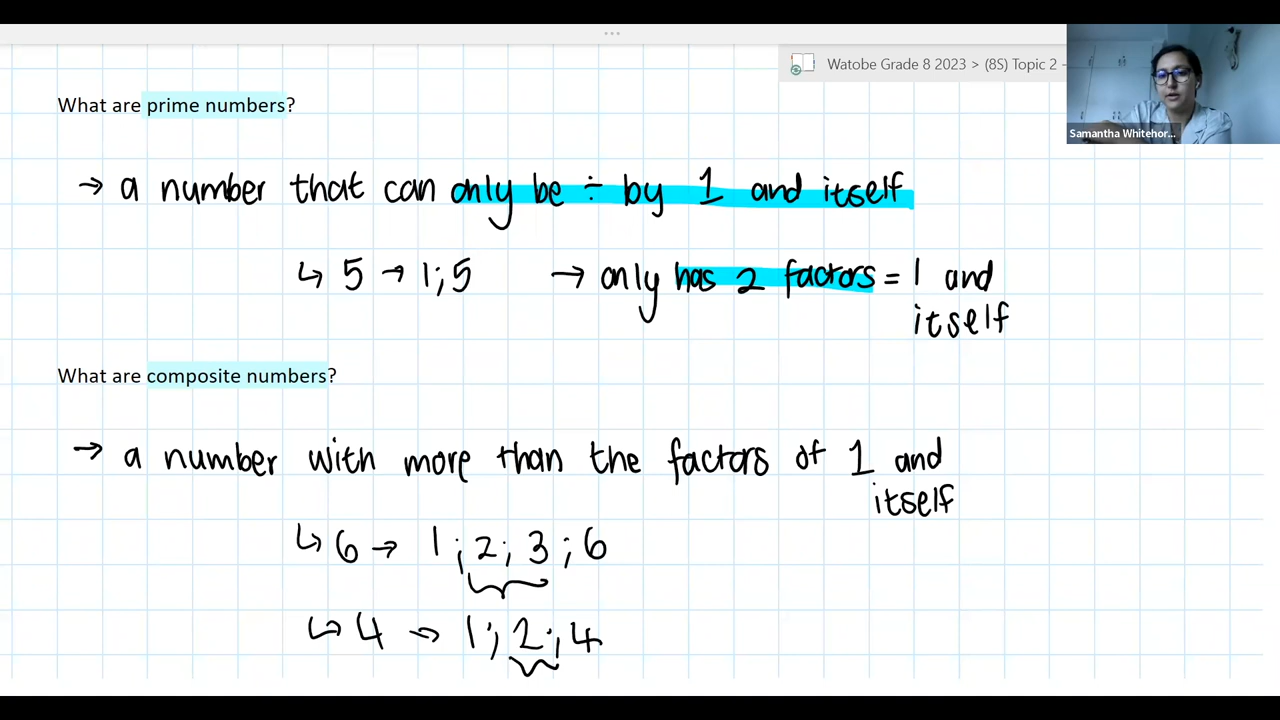 Watobe Grade 8 2023 > (8S) Topic 2 -
Samantha Whitehor...
What are prime numbers?
→ a number that can only be ÷ by 1 and itself
↳ 5 → 1;5 → only has 2 factors = 1 and
itself
What are composite numbers?
→ a number with more than the factors of 1 and
itself
↳ 6 → 1;2;3;6
↳ 4 → 1;2;4